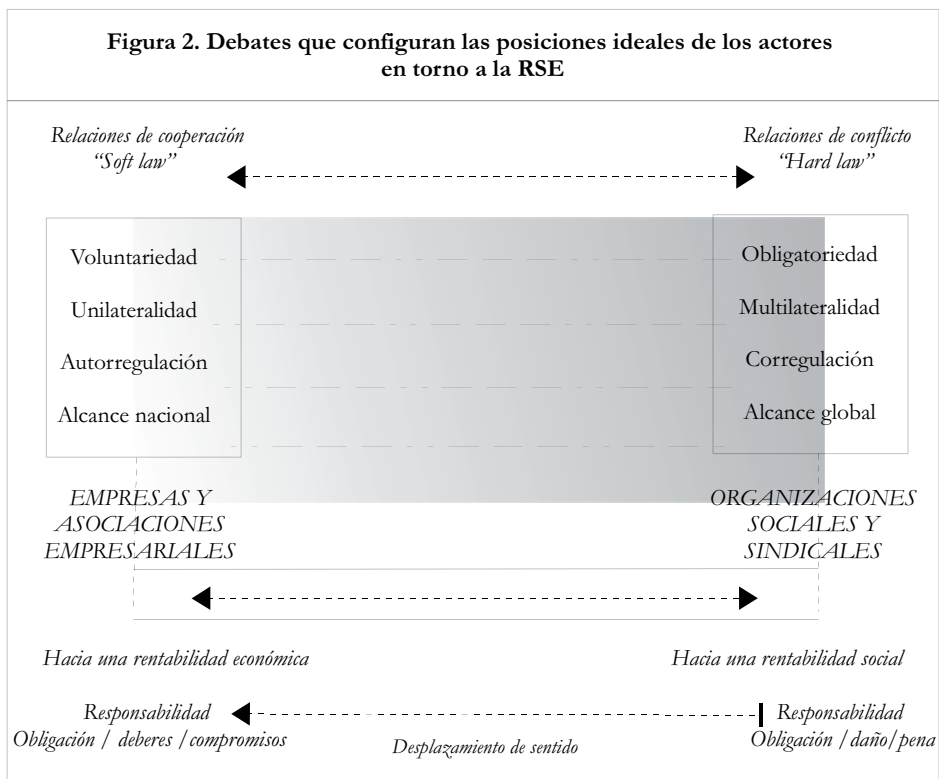 Figura 2. Debates que configuran las posiciones ideales de los actores
en torno a la RSE
Relaciones de cooperación
“Soft law”
Relaciones de conflicto
“Hard law”
Voluntariedad
Unilateralidad
Autorregulación
Alcance nacional
Obligatoriedad
Multilateralidad
Corregulación
Alcance global
EMPRESAS Y
ASOCIACIONES
EMPRESARIALES
ORGANIZACIONES
SOCIALES Y
SINDICALES
Hacia una rentabilidad económica
Hacia una rentabilidad social
Responsabilidad
Obligación / deberes /compromisos
Desplazamiento de sentido
Responsabilidad
Obligación /daño/pena